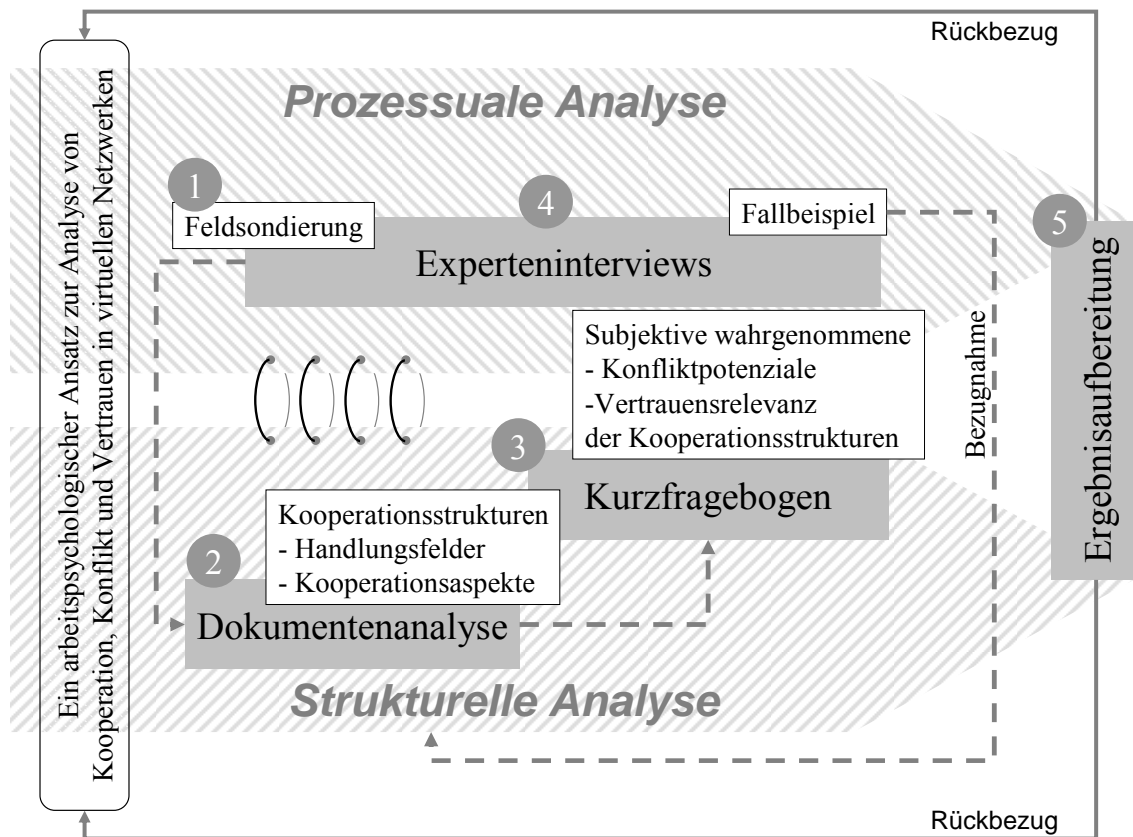 Rückbezug
Ein arbeitspsychologischer Ansatz zur Analyse von
Kooperation, Konflikt und Vertrauen in virtuellen Netzwerken
Prozessuale Analyse
1
Feldsondierung
4
Fallbeispiel
Experteninterviews
5
Ergebnisaufbereitung
Bezugnahme
Subjektive wahrgenommene
- Konfliktpotenziale
-Vertrauensrelevanz
der Kooperationsstrukturen
3
Kurzfragebogen
Kooperationsstrukturen
- Handlungsfelder
- Kooperationsaspekte
2
Dokumentenanalyse
Strukturelle Analyse
Rückbezug